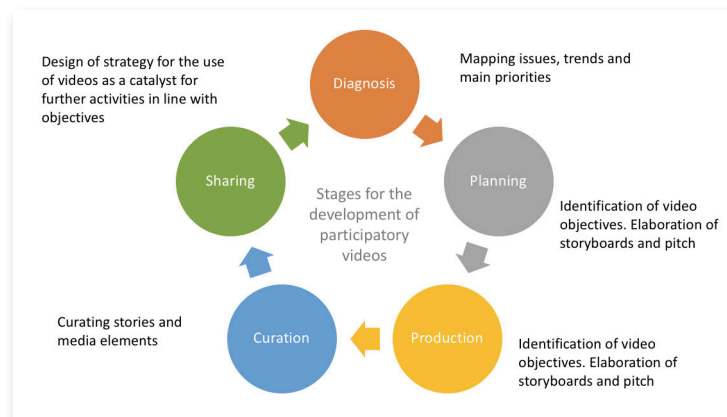 Design of strategy for the use
of videos as a catalyst for
further activities in line with
objectives
Diagnosis
Mapping issues, trends and
main priorities
Sharing
Planning
Stages for the
development of
participatory
videos
Identification of video
objectives. Elaboration of
storyboards and pitch
Curating stories and
media elements
Curation
Production
Identification of video
objectives. Elaboration of
storyboards and pitch